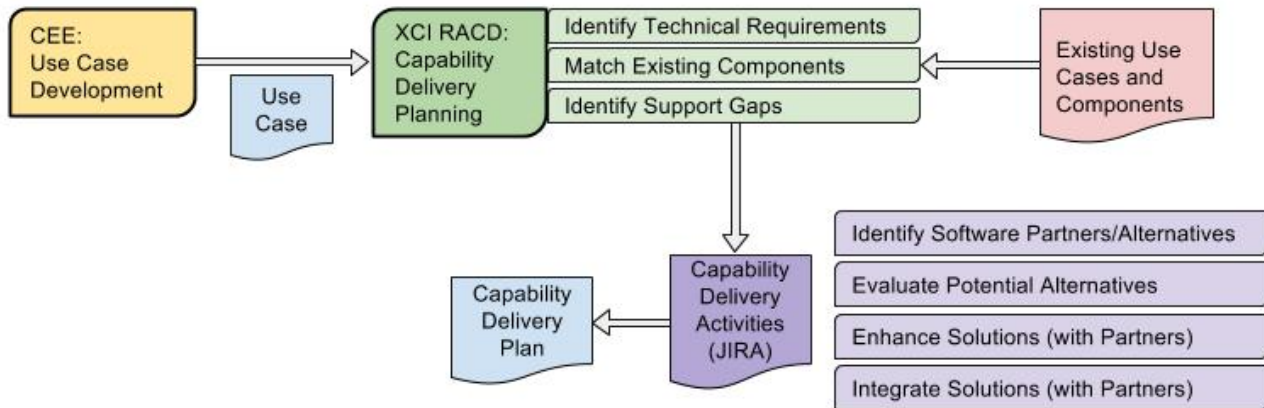 CEE:
Use Case
Development
Use
Case
XCI RACD:
Capability
Delivery
Planning
Identify Technical Requirements
Match Existing Components
Identify Support Gaps
Existing Use
Cases and
Components
Capability
Delivery
Plan
Capability
Delivery
Activities
(JIRA)
Identify Software Partners/Alternatives
Evaluate Potential Alternatives
Enhance Solutions (with Partners)
Integrate Solutions (with Partners)